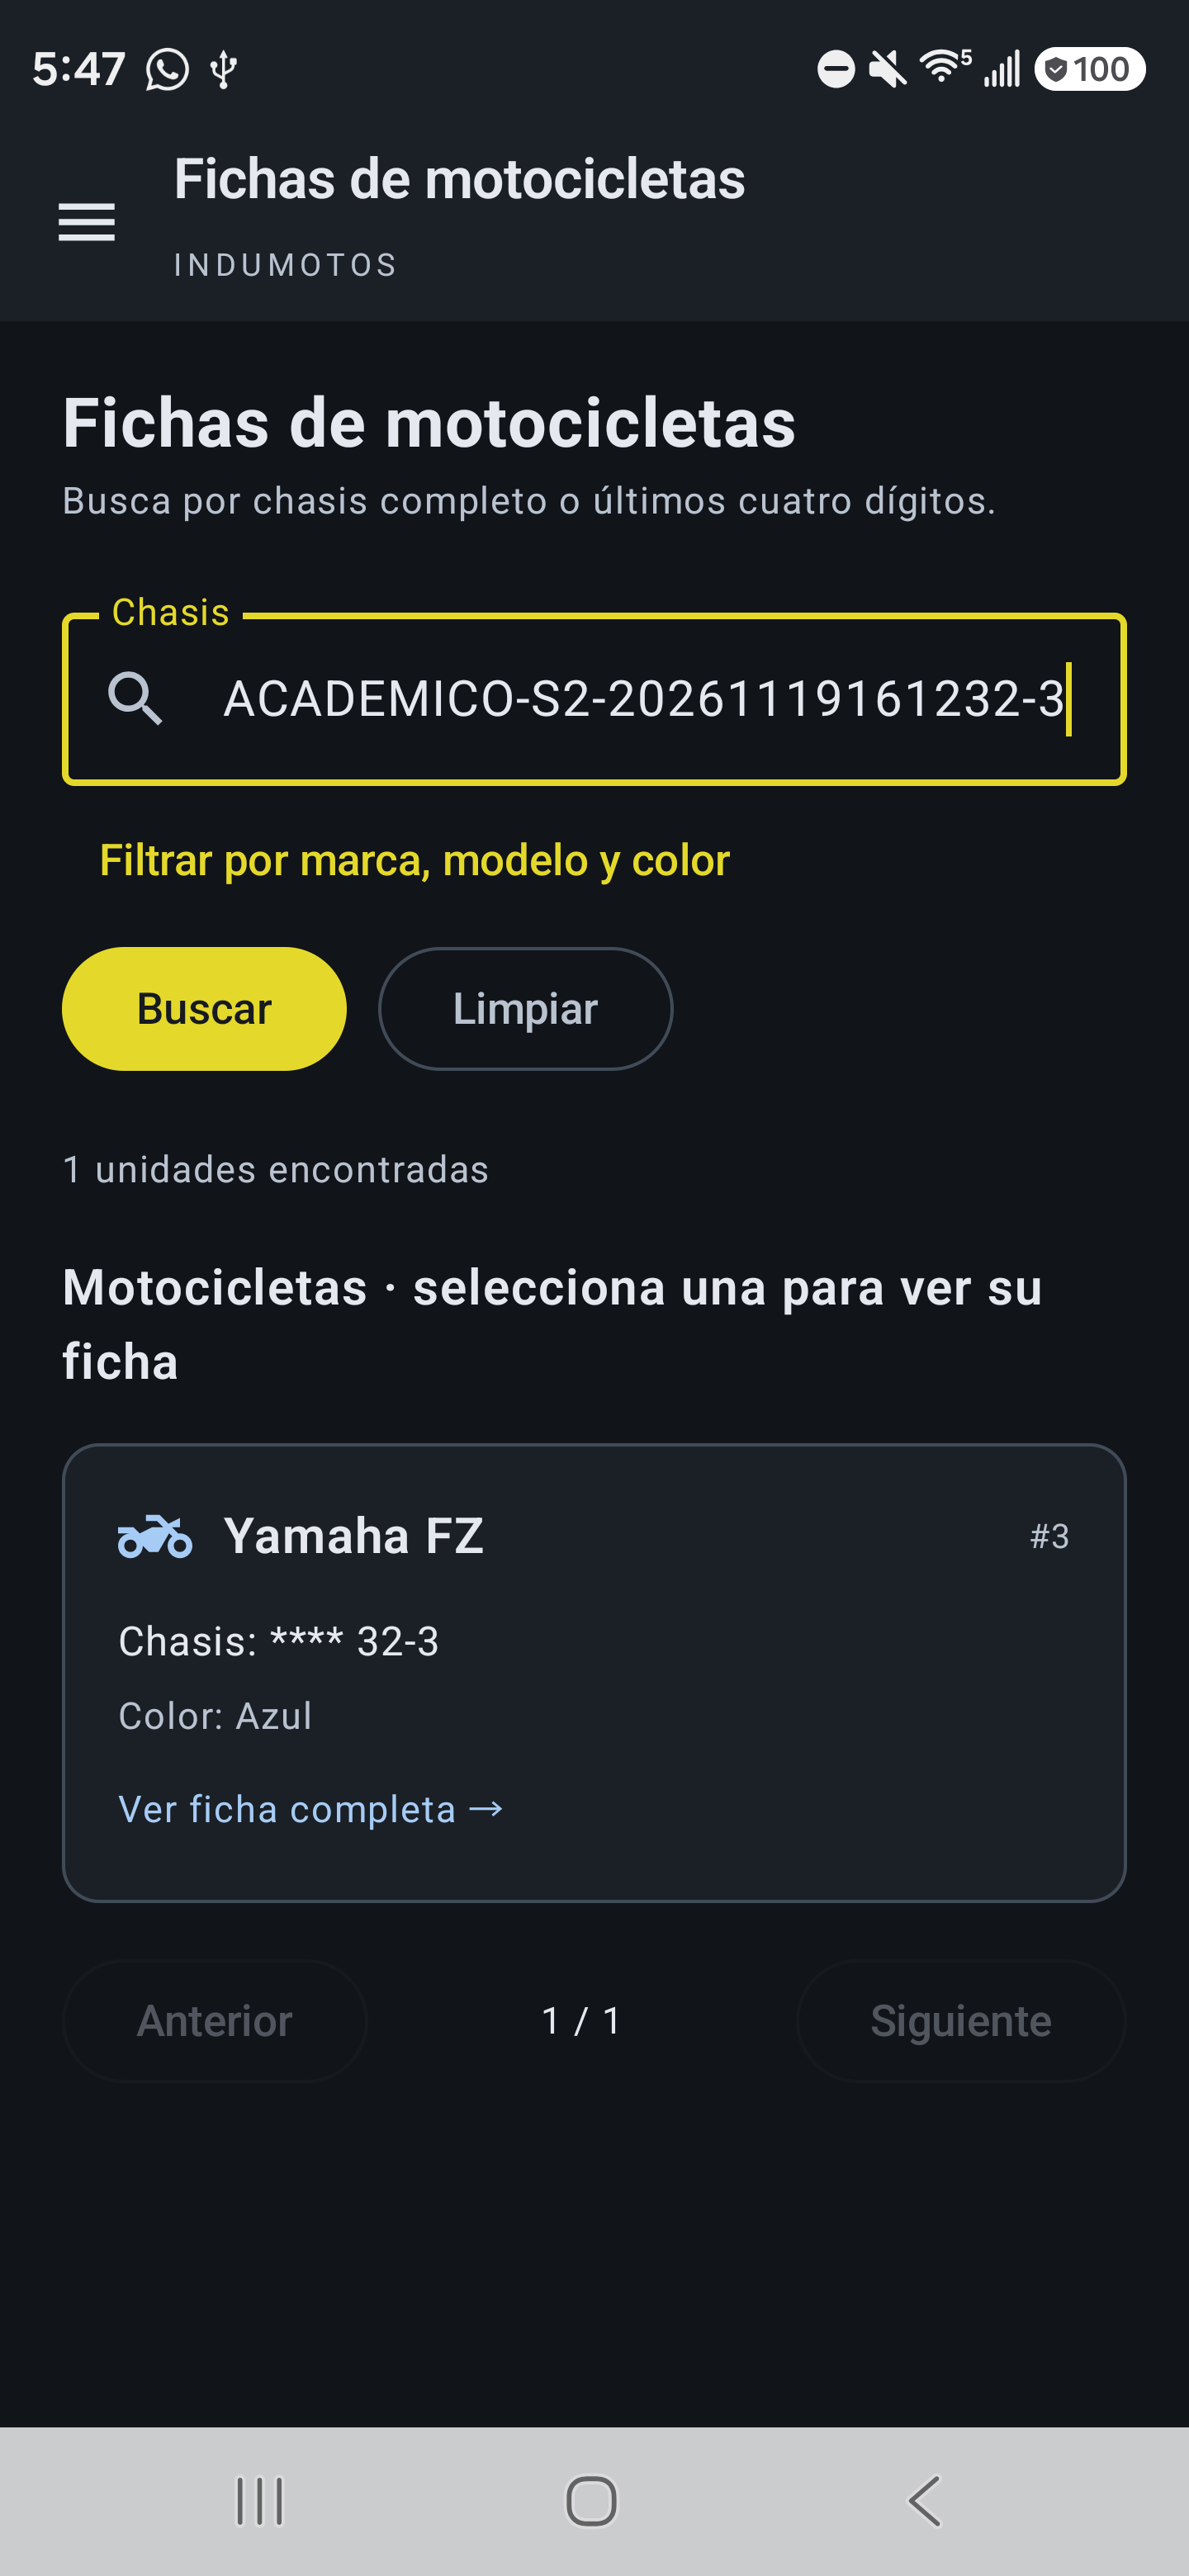 5:47
5
100
Fichas de motocicletas
INDUMOTOS
Fichas de motocicletas
Busca por chasis completo o últimos cuatro dígitos.
Chasis
ACADEMICO-S2-20261119161232-3
Filtrar por marca, modelo y color
Buscar
Limpiar
1 unidades encontradas
Motocicletas · selecciona una para ver su
ficha
Yamaha FZ
#3
Chasis: **** 32-3
Color: Azul
Ver ficha completa →
Anterior
1 / 1
Siguiente